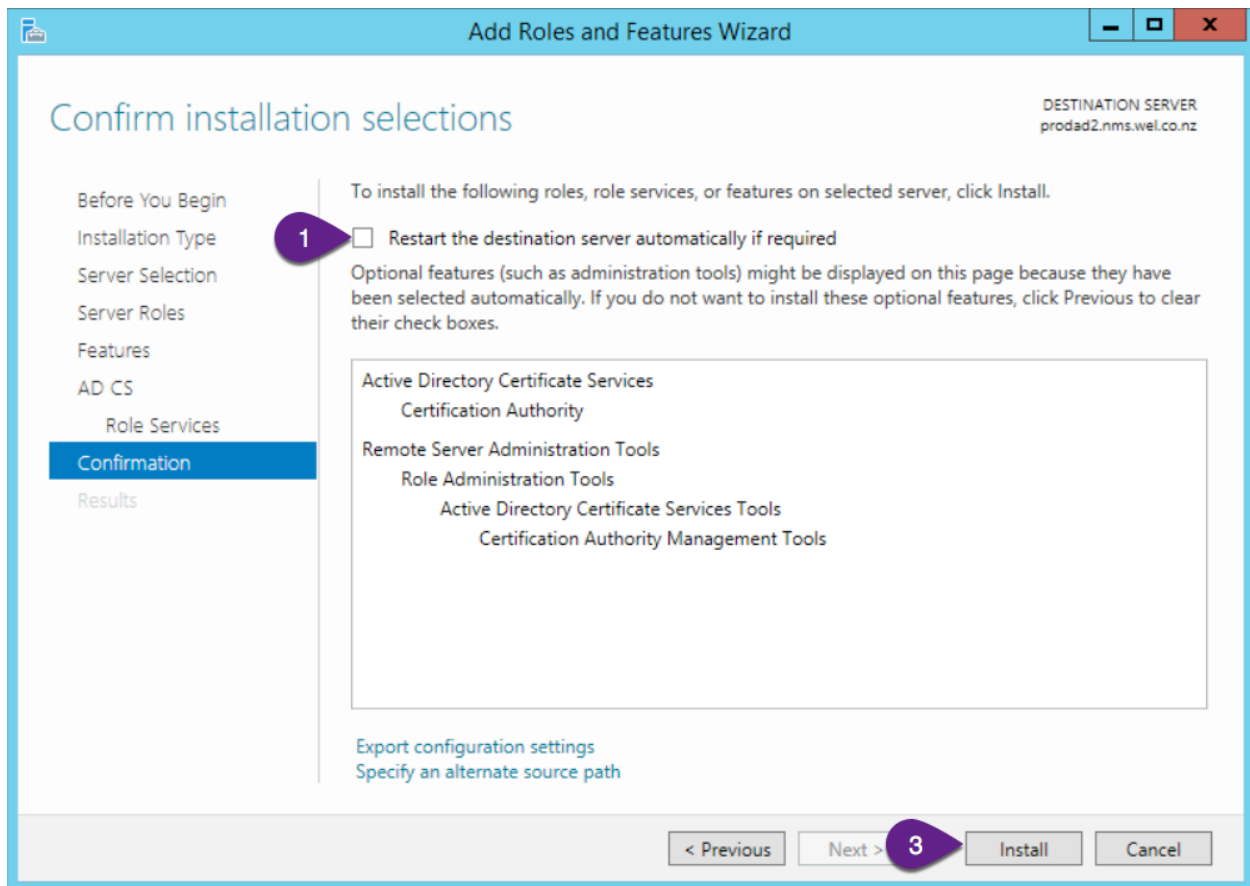 Add Roles and Features Wizard
Confirm installation selections
DESTINATION SERVER
prodad2.nms.wel.co.nz
Before You Begin
Installation Type
Server Selection
Server Roles
Features
AD CS
Role Services
Confirmation
Results
To install the following roles, role services, or features on selected server, click Install.
1
Restart the destination server automatically if required
Optional features (such as administration tools) might be displayed on this page because they have
been selected automatically. If you do not want to install these optional features, click Previous to clear
their check boxes.
Active Directory Certificate Services
Certification Authority
Remote Server Administration Tools
Role Administration Tools
Active Directory Certificate Services Tools
Certification Authority Management Tools
Export configuration settings
Specify an alternate source path
< Previous
Next >
3
Install
Cancel